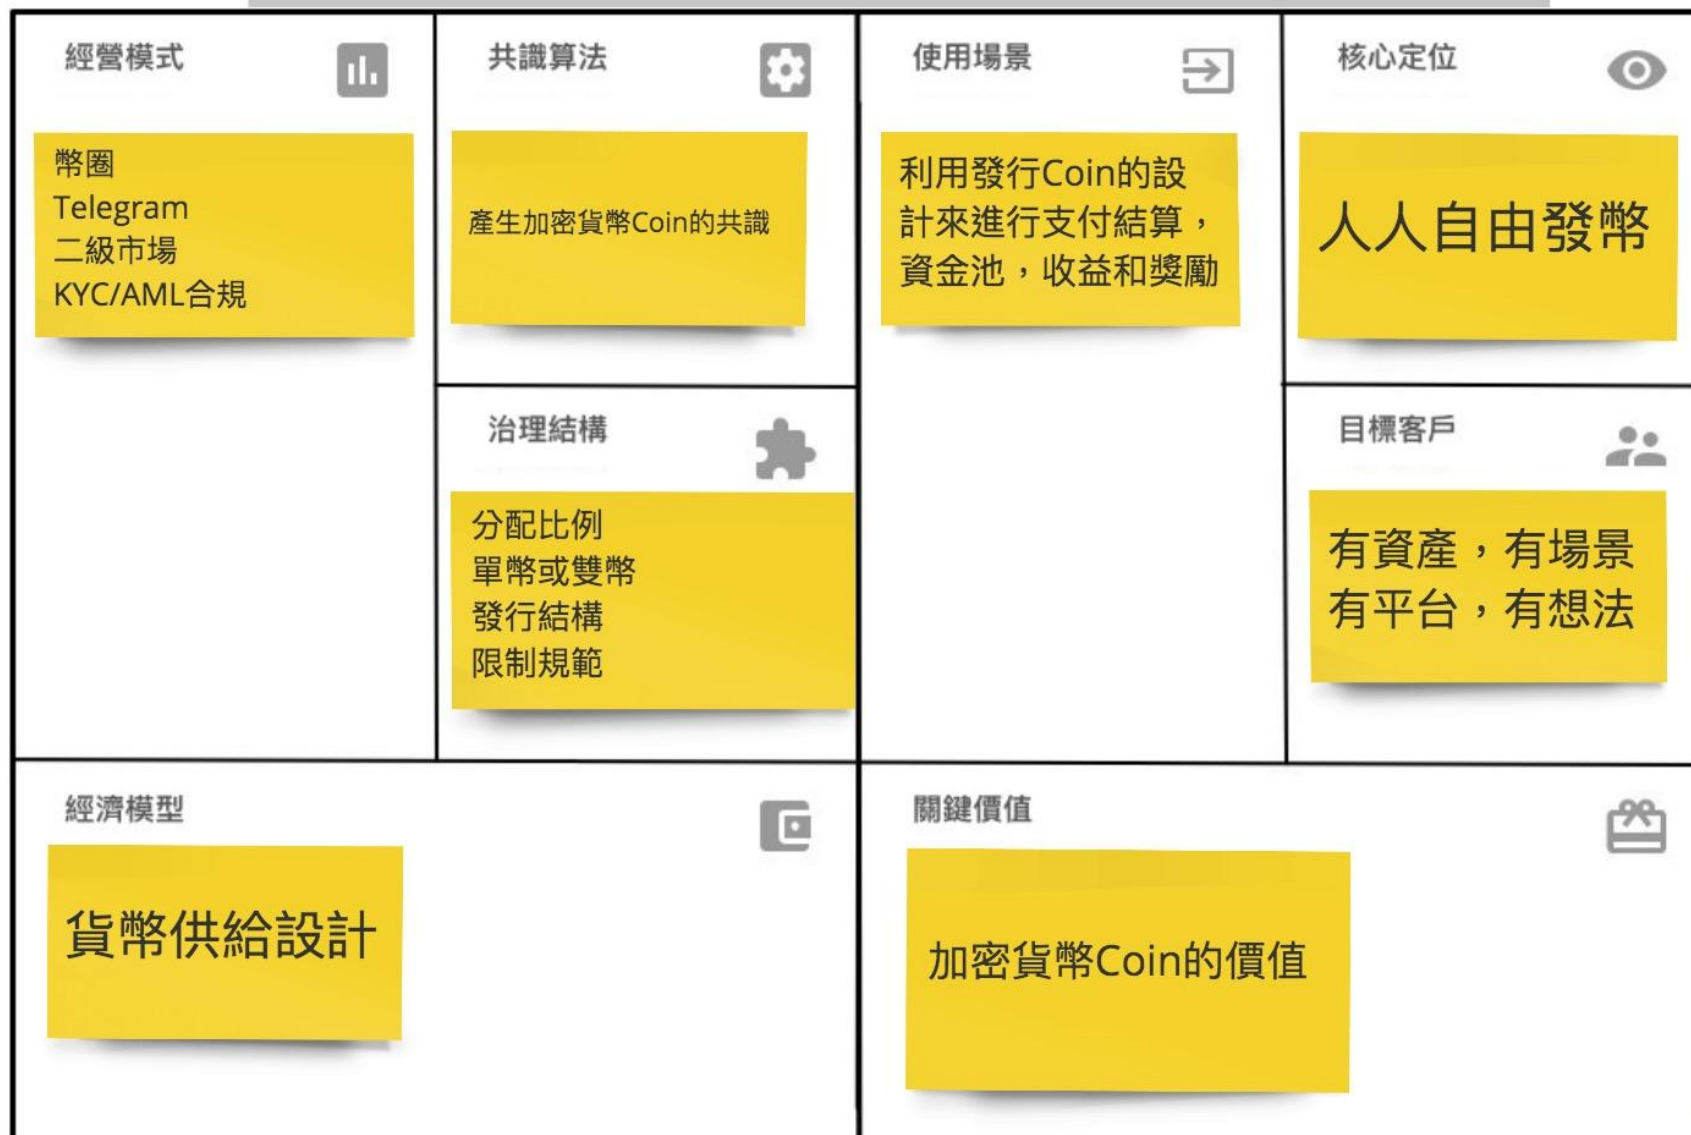 經營模式
幣圈
Telegram
二級市場
KYC/AML合規
共識算法
產生加密貨幣Coin的共識
治理結構
分配比例
單幣或雙幣
發行結構
限制規範
使用場景
利用發行Coin的設
計來進行支付結算，
資金池，收益和獎勵
核心定位
人人自由發幣
目標客戶
有資產，有場景
有平台，有想法
經濟模型
貨幣供給設計
關鍵價值
加密貨幣Coin的價值